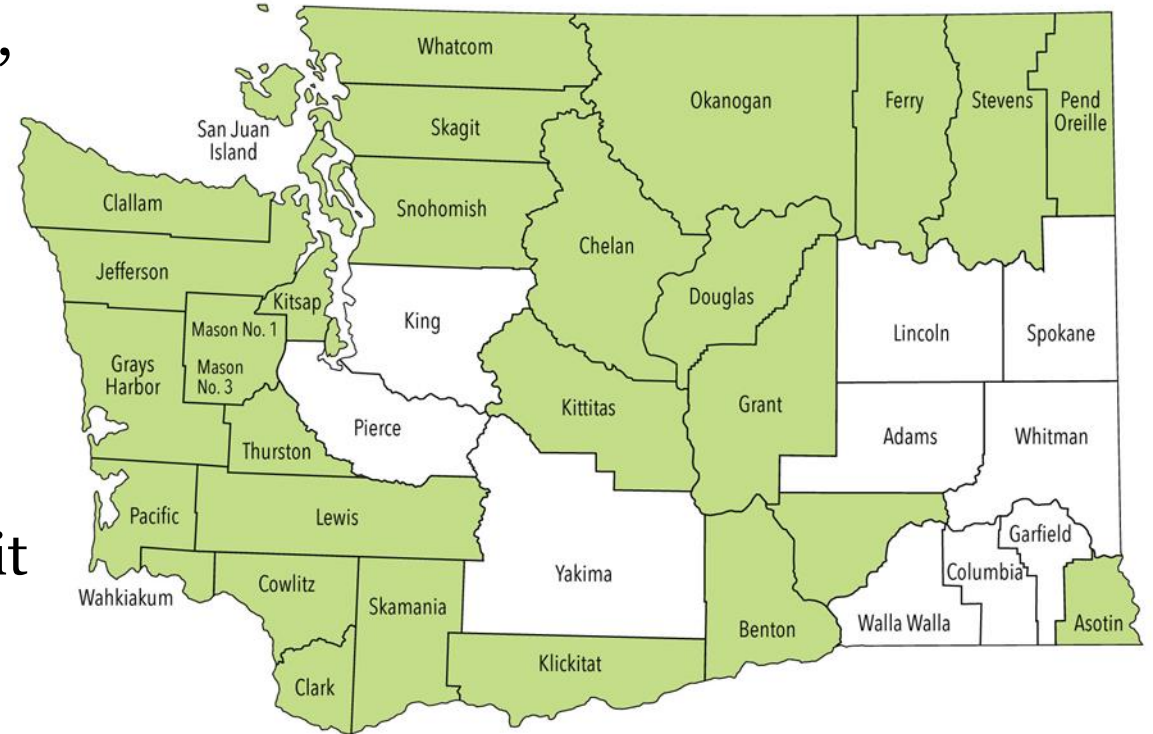 ,
Whatcom
Okanogan
Ferry
Stevens
Pend
Oreille
San Juan
Island
Skagit
Clallam
Snohomish
Chelan
Jefferson
Kitsap
Douglas
Mason No. 1
King
Lincoln
Spokane
Grays
Harbor
Mason
No. 3
Kittitas
Grant
Pierce
Adams
Whitman
Thurston
Pacific
Lewis
it
Garfield
Yakima
Columbia
Wahkiakum
Cowlitz
Skamania
Benton
Walla Walla
Asotin
Klickitat
Clark